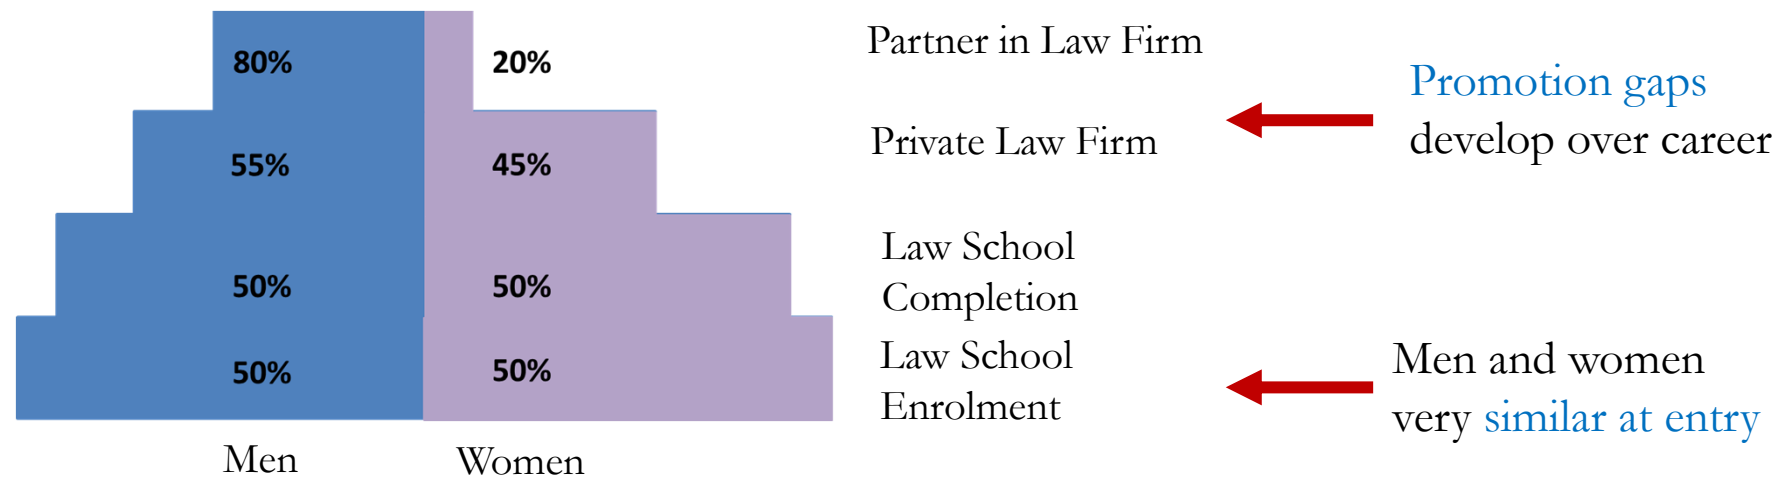 80% 20% Partner in Law Firm
Promotion gaps
develop over career
55% 45% Private Law Firm
50% 50% Law School
Completion
50% 50% Law School
Enrolment
Men and women
very similar at entry
Men Women